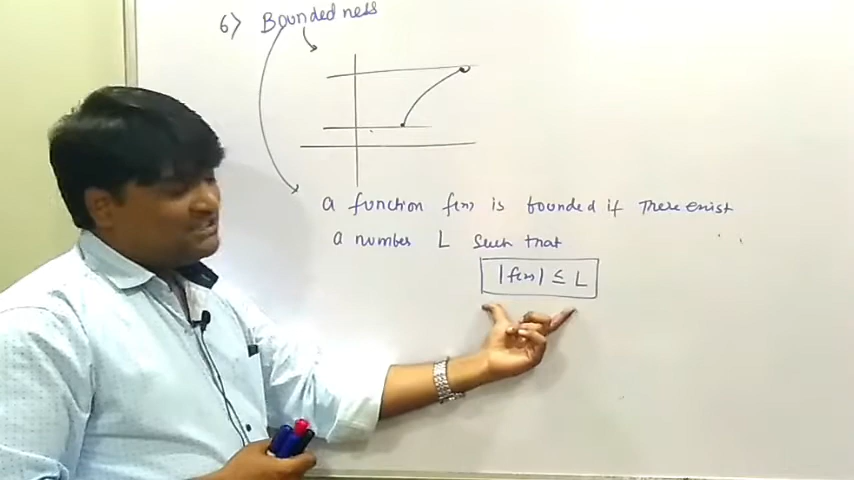 6) Boundedness
a function f(x) is bounded if There exist
a number L Such that
|f(x)| ≤ L